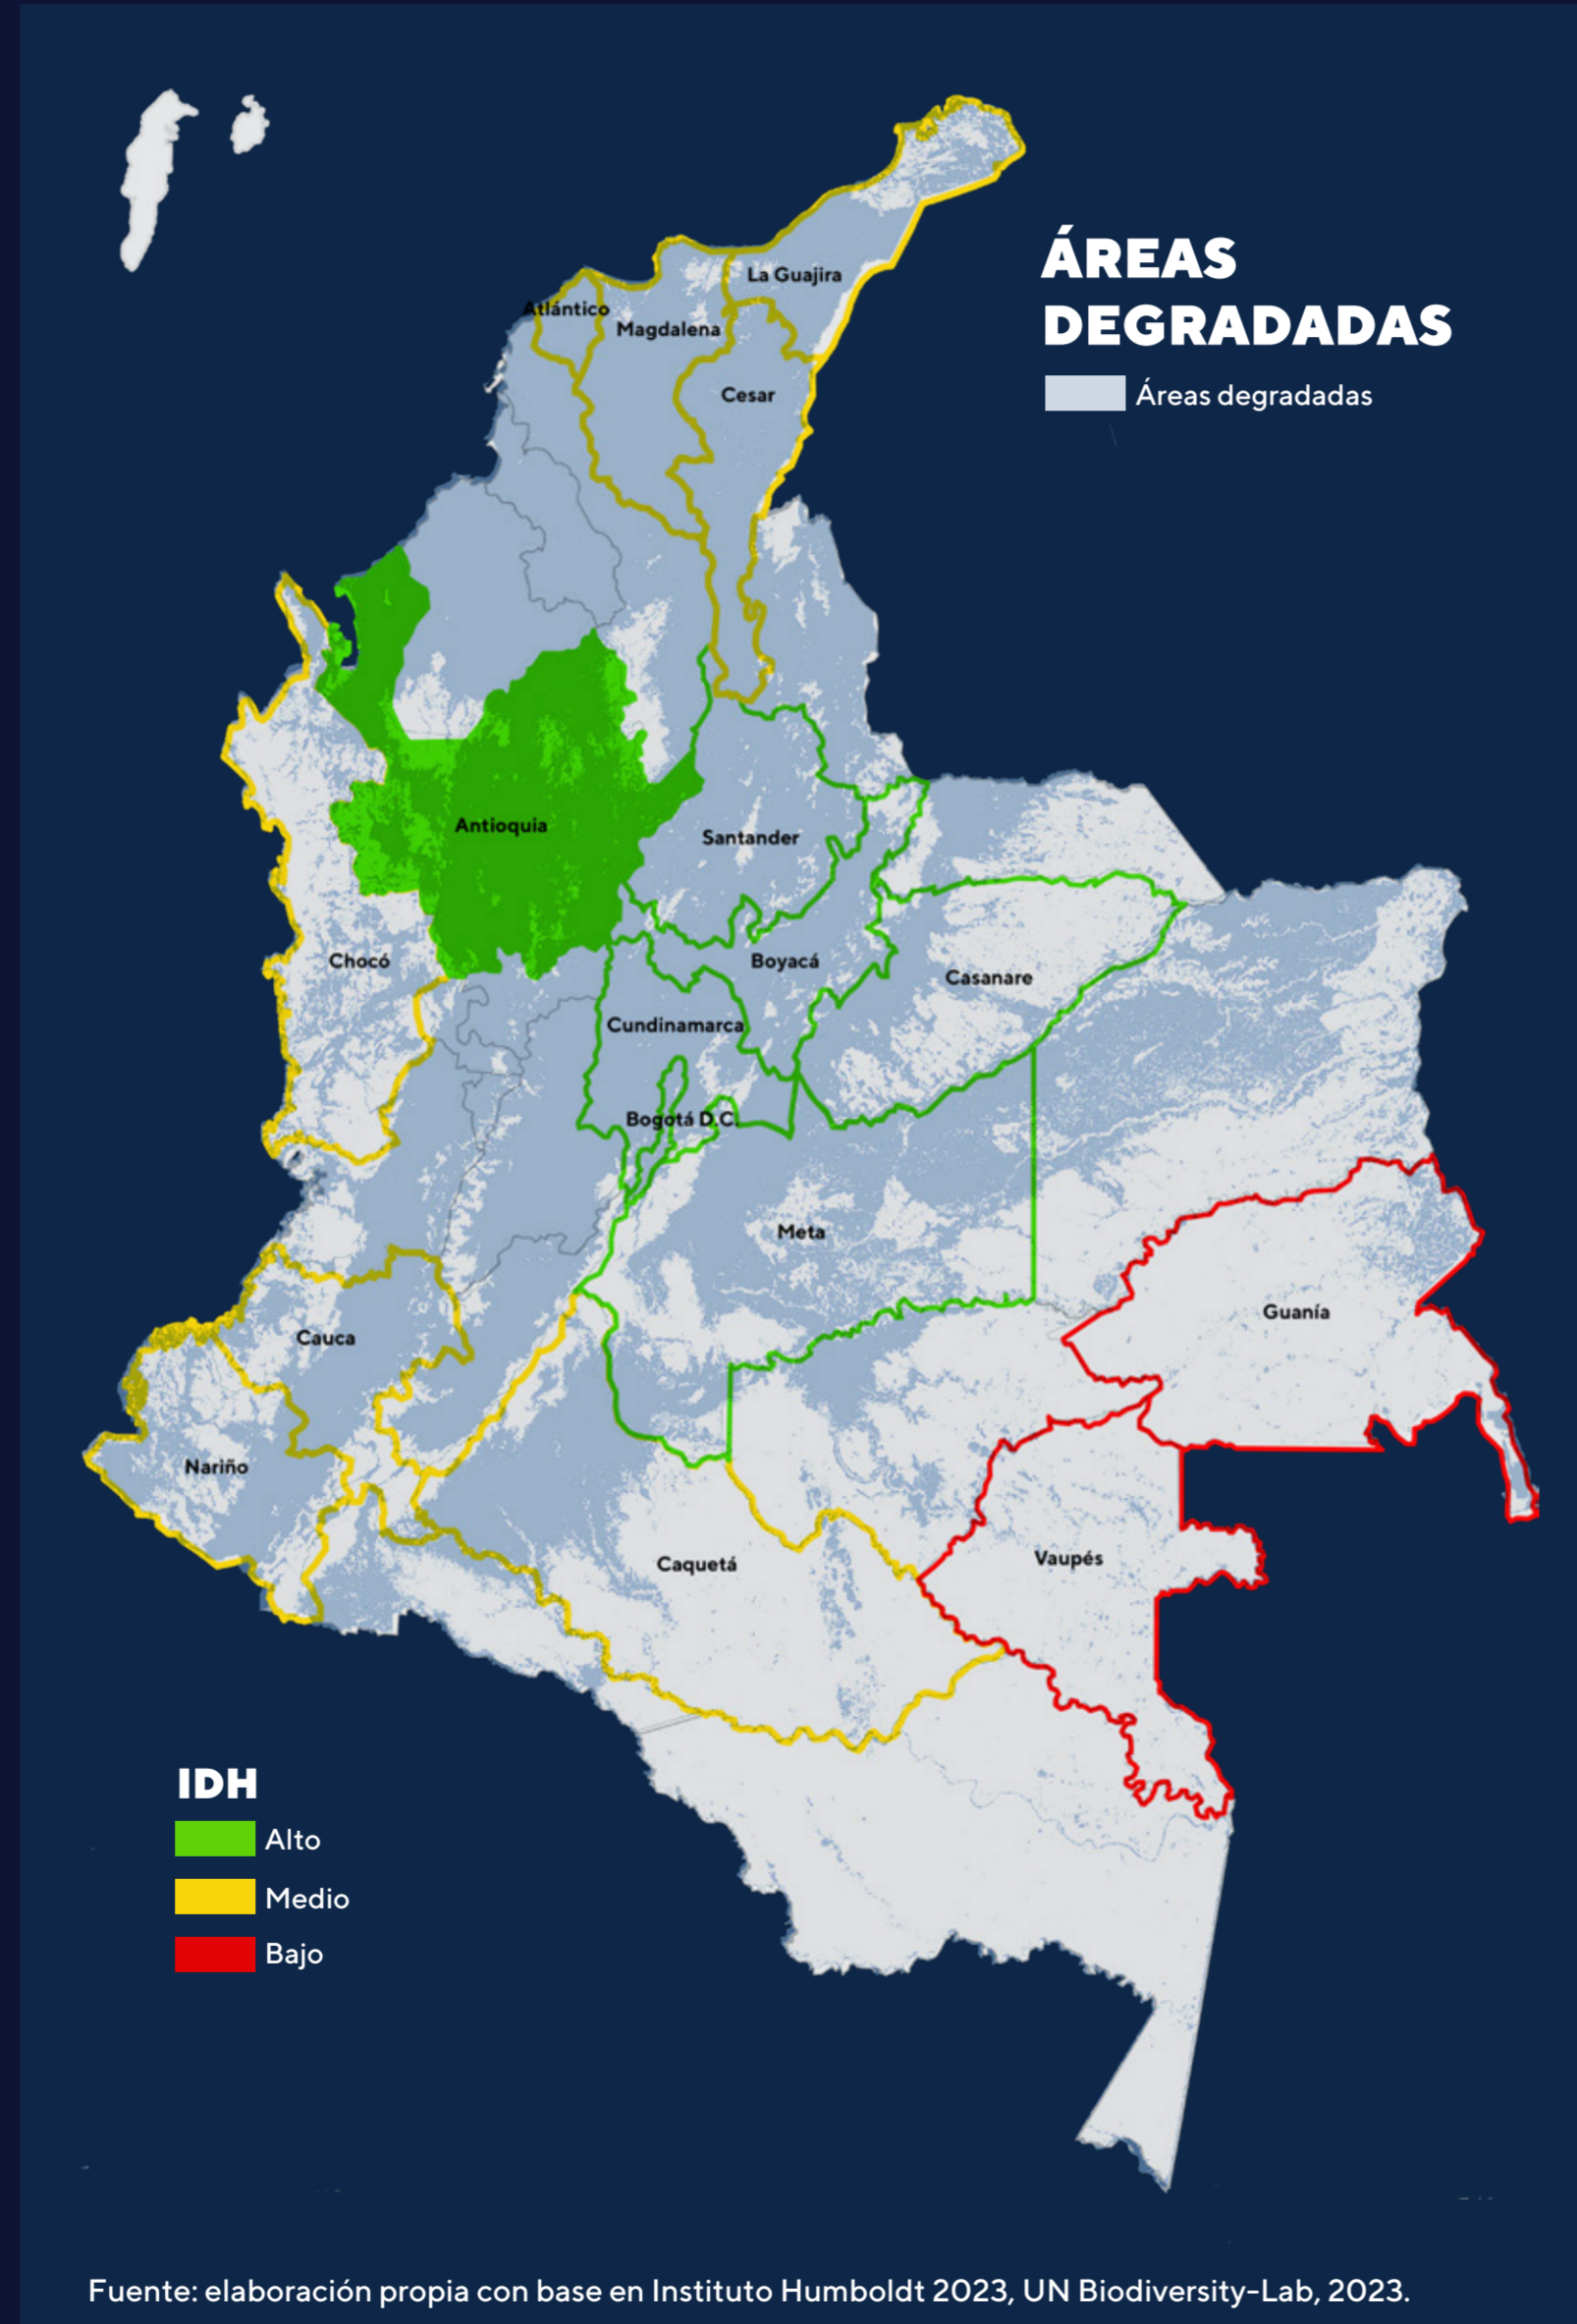 ÁREAS
DEGRADADAS
Áreas degradadas
La Guajira
Atlántico
Magdalena
Cesar
Antioquia
Santander
Chocó
Boyacá
Casanare
Cundinamarca
Bogotá D.C.
Meta
Guanía
Cauca
Nariño
Caquetá
Vaupés
IDH
Alto
Medio
Bajo
Fuente: elaboración propia con base en Instituto Humboldt 2023, UN Biodiversity-Lab, 2023.